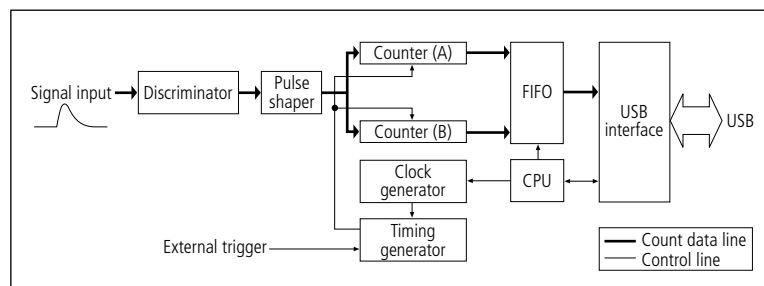 Signal input
Discriminator
Pulse
shaper
Counter (A)
Counter (B)
FIFO
USB
interface
USB
Clock
generator
CPU
Timing
generator
External trigger
Count data line
Control line